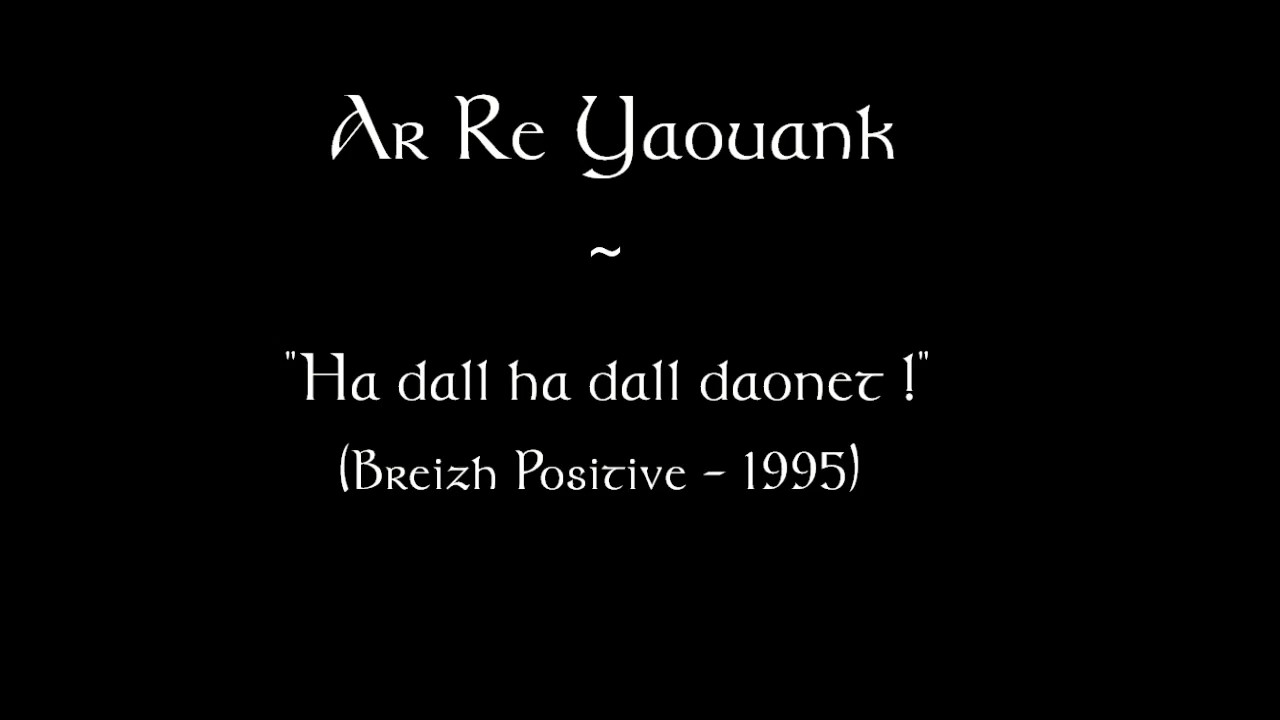 Ar Re Yaouank
~
"Ha dall ha dall daonet !"
(Breizh Positive - 1995)